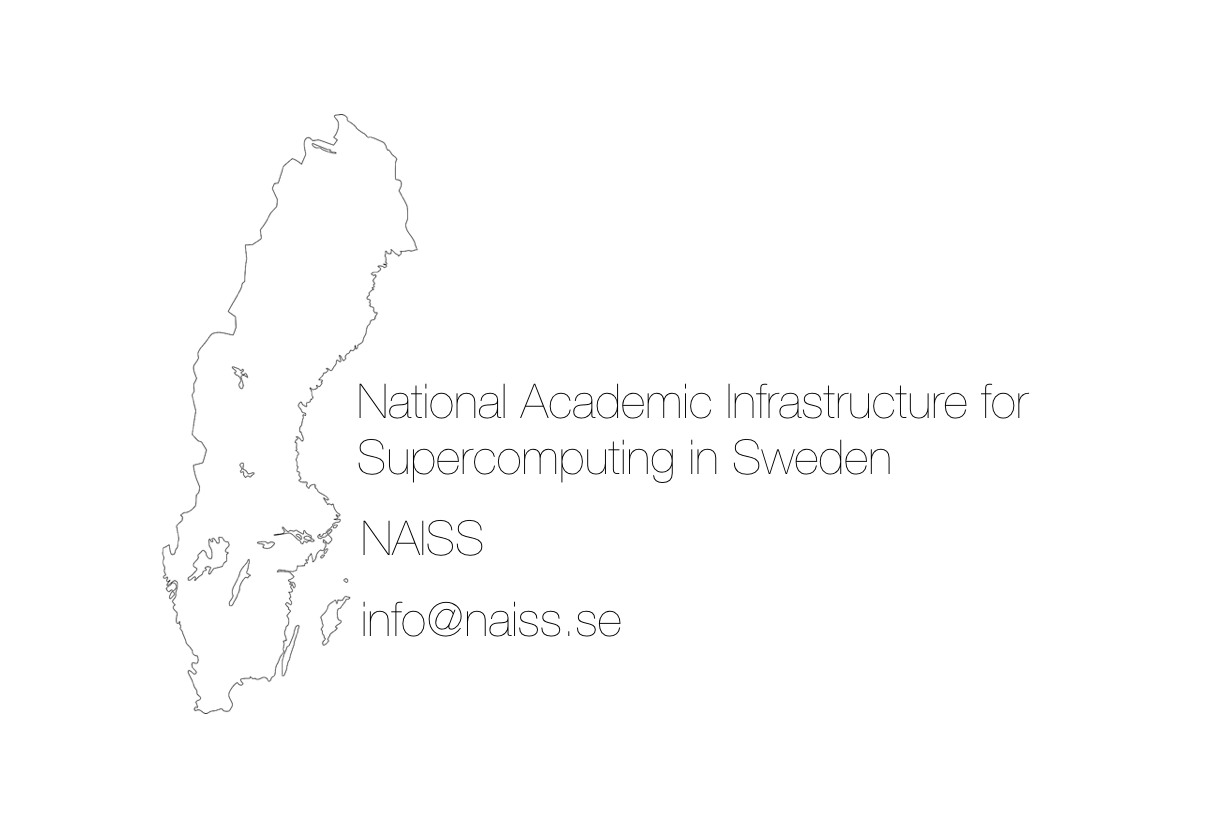 National Academic Infrastructure for
Supercomputing in Sweden
NAISS
info@naiss.se